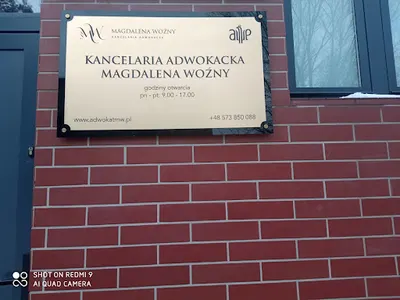 MW MAGDALENA WOŹNY
KANCELARIA ADWOKACKA
KANCELARIA ADWOKACKA
MAGDALENA WOŹNY
godziny otwarcia
pn - pt: 9.00 - 17.00
www.adwokatmw.pl
+48 573 850 088
SHOT ON REDMI 9
AI QUAD CAMERA